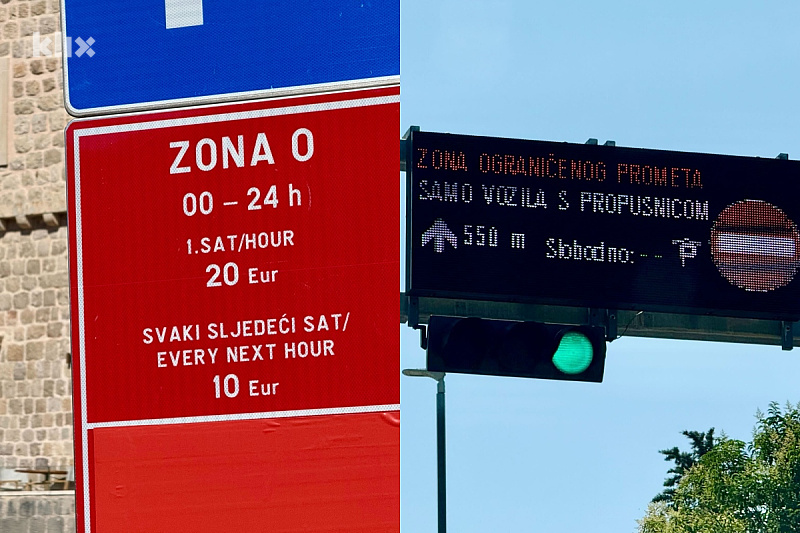 klix
ZONA 0
00 – 24 h
1.SAT/HOUR
20 Eur
SVAKI SLJEDEĆI SAT/
EVERY NEXT HOUR
10 Eur
ZONA OGRANIČENOG PROMETA
SAMO VOZILA S PROPUSNICOM
550 m Slobodno: - - P